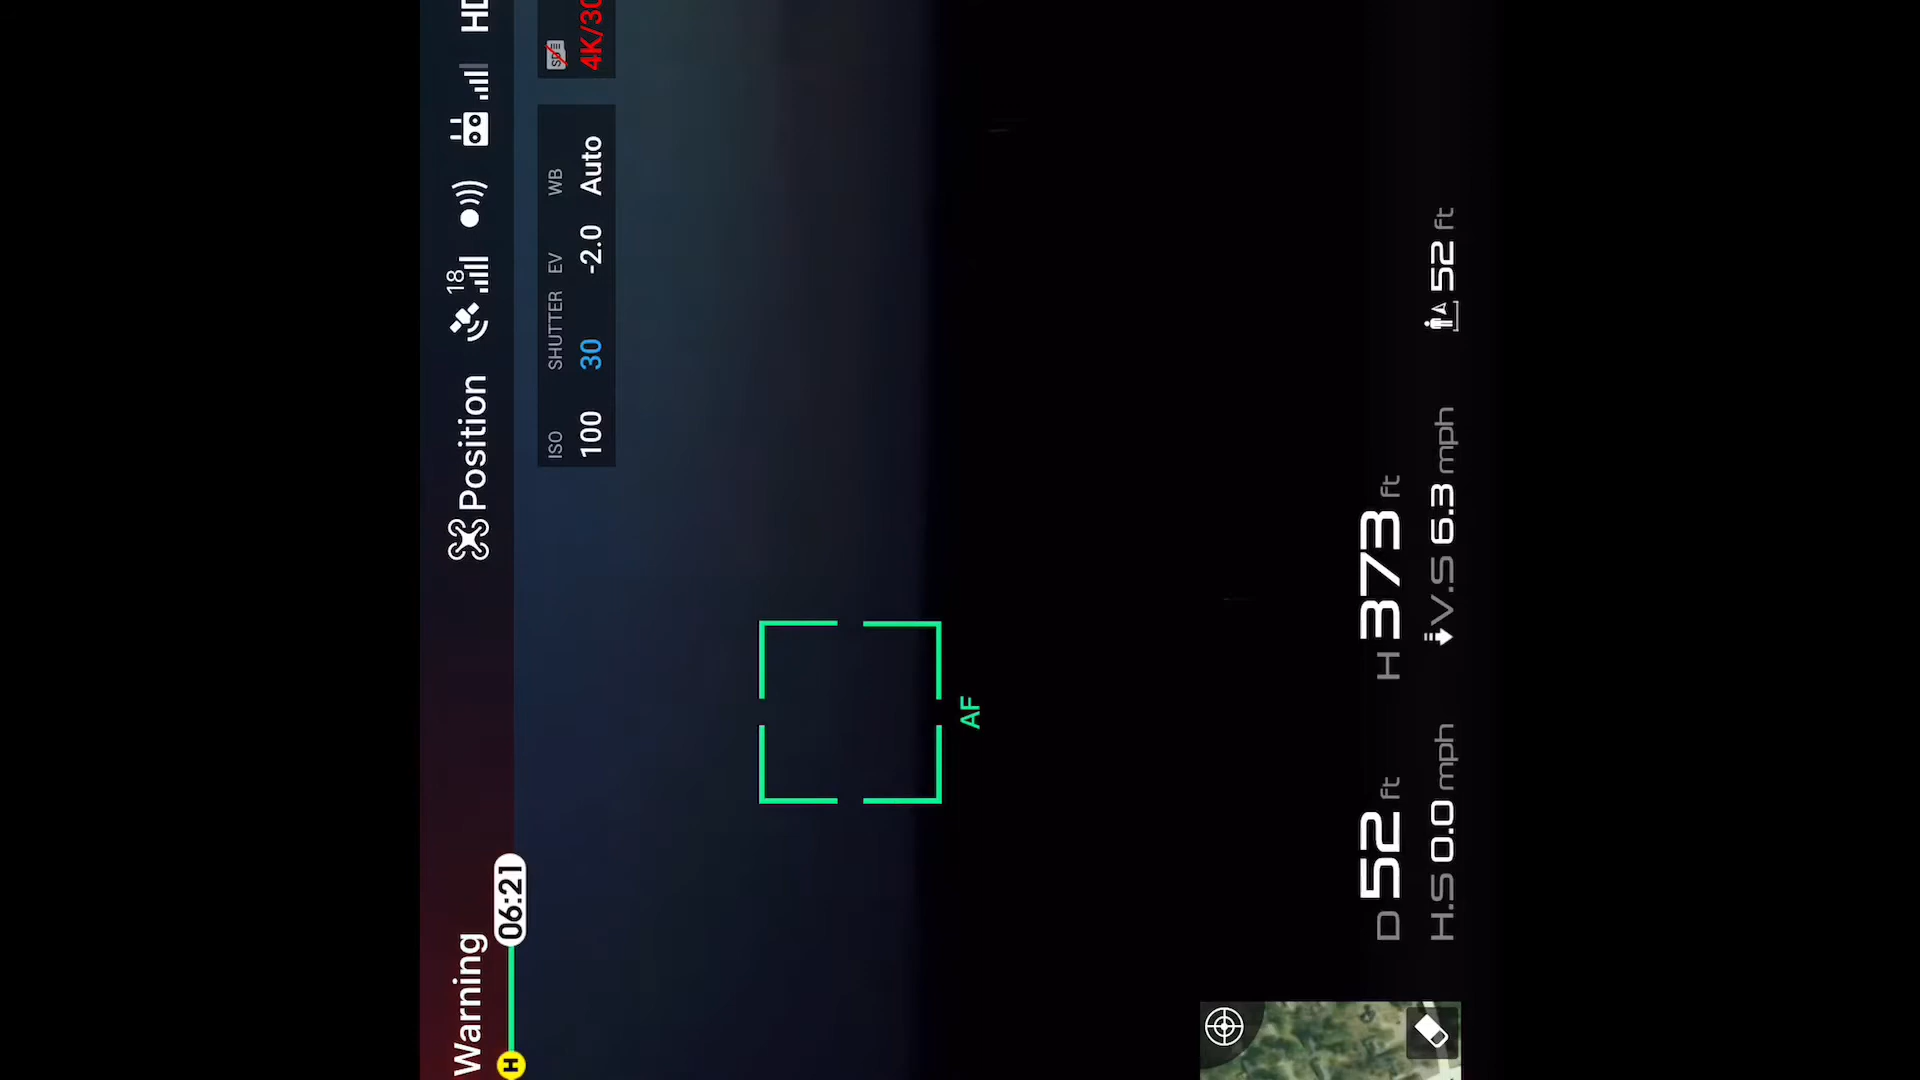 Warning
Position
18
HD
H
06:21
ISO
SHUTTER
EV
WB
100
30
-2.0
Auto
SD
4K/30
AF
D 52 ft
H 373 ft
H.S 0.0 mph
V.S 6.3 mph
52 ft